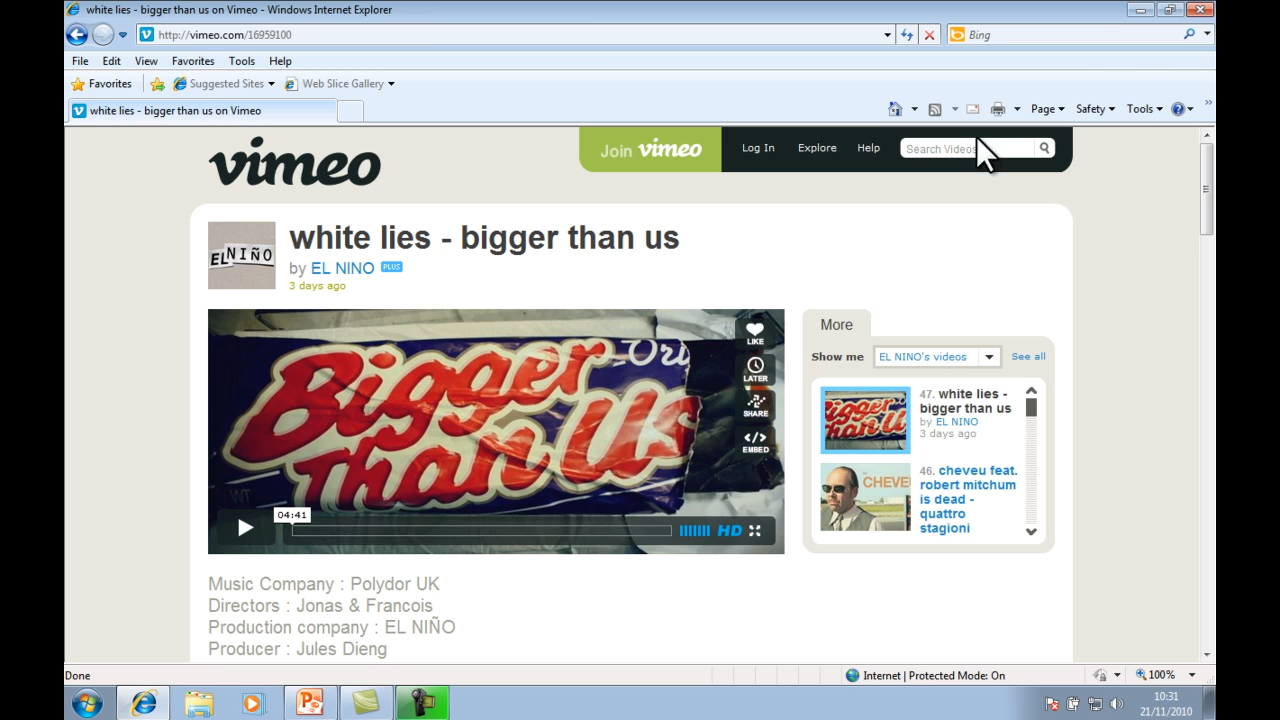 white lies - bigger than us on Vimeo - Windows Internet Explorer
http://vimeo.com/16959100
Bing
File Edit View Favorites Tools Help
Favorites Suggested Sites Web Slice Gallery
white lies - bigger than us on Vimeo
Page Safety Tools
vimeo
Join vimeo Log In Explore Help Search Videos
EL NIÑO
white lies - bigger than us
by EL NINO PLUS
3 days ago
Bigger
Than Us
LIKE
LATER
SHARE
EMBED
04:41
HD
More
Show me EL NINO's videos See all
Bigger
Than Us
47. white lies -
bigger than us
by EL NINO
3 days ago
CHEVEU
46. cheveu feat.
robert mitchum
is dead -
quattro
stagioni
Music Company : Polydor UK
Directors : Jonas & Francois
Production company : EL NIÑO
Producer : Jules Dieng
Done
Internet | Protected Mode: On
100%
10:31
21/11/2010